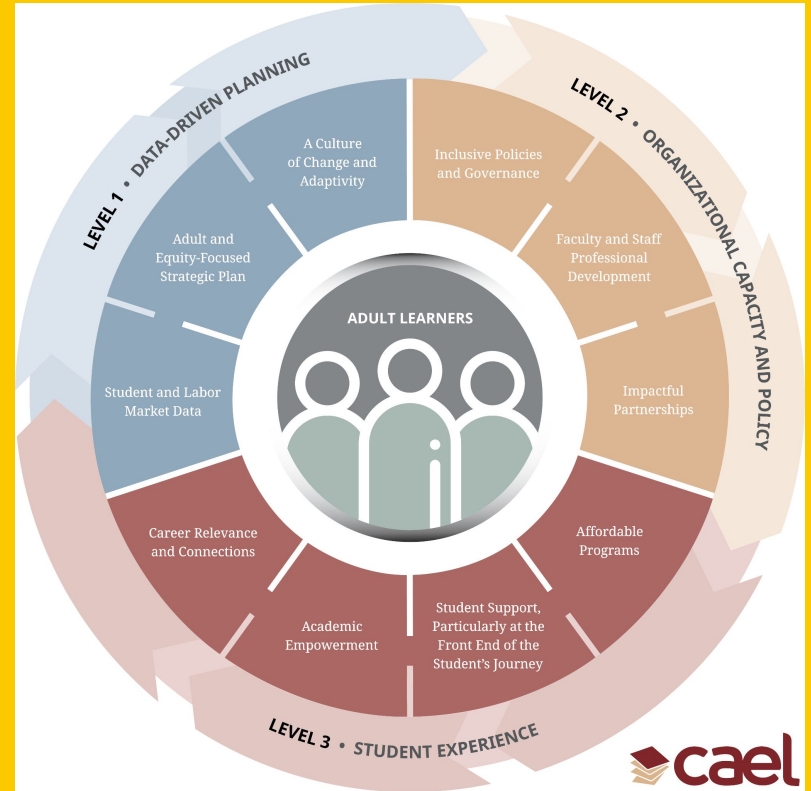 LEVEL 1 • DATA-DRIVEN PLANNING
A Culture
of Change and
Adaptivity
Adult and
Equity-Focused
Strategic Plan
Student and Labor
Market Data
LEVEL 2 • ORGANIZATIONAL CAPACITY AND POLICY
Inclusive Policies
and Governance
Faculty and Staff
Professional
Development
Impactful
Partnerships
ADULT LEARNERS
Affordable
Programs
Student Support,
Particularly at the
Front End of the
Student’s Journey
Academic
Empowerment
Career Relevance
and Connections
LEVEL 3 • STUDENT EXPERIENCE
cael